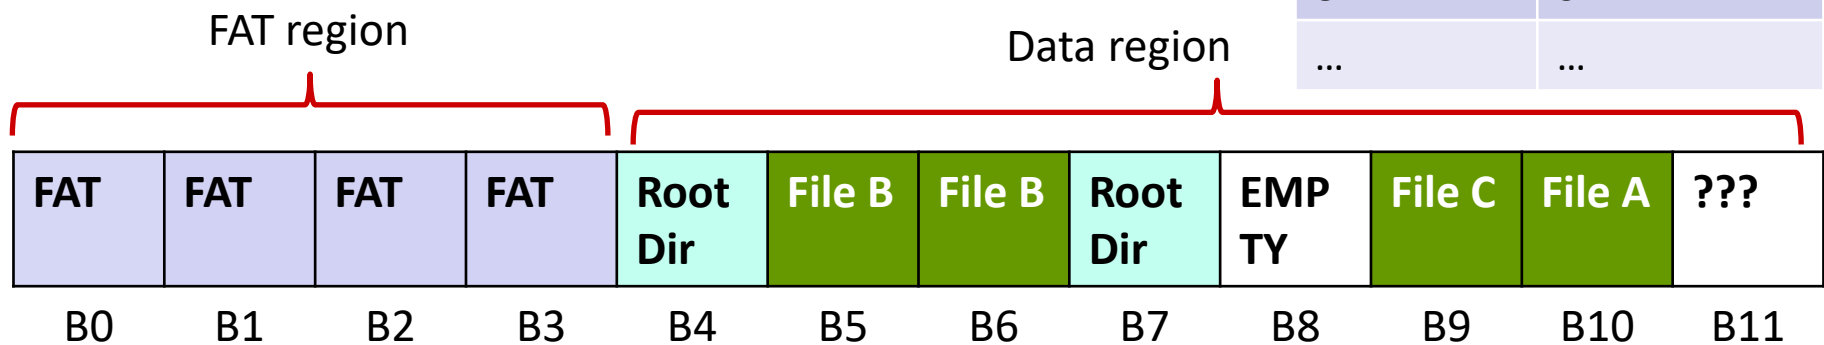 FAT region
Data region
… …
FAT FAT FAT FAT Root Dir File B File B Root Dir EMP TY File C File A ???
B0 B1 B2 B3 B4 B5 B6 B7 B8 B9 B10 B11